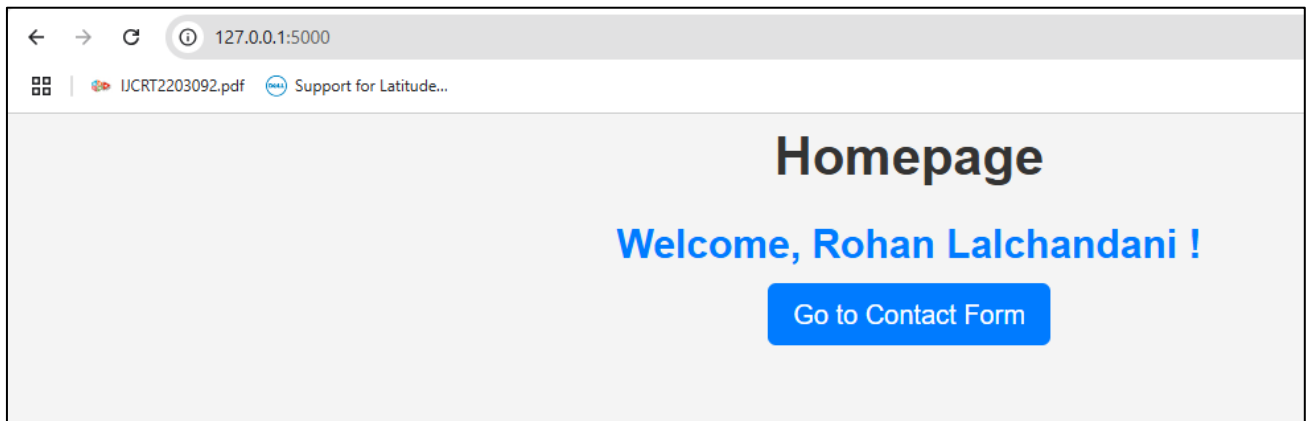 127.0.0.1:5000
IJCRT2203092.pdf Support for Latitude...
Homepage
Welcome, Rohan Lalchandani !
Go to Contact Form